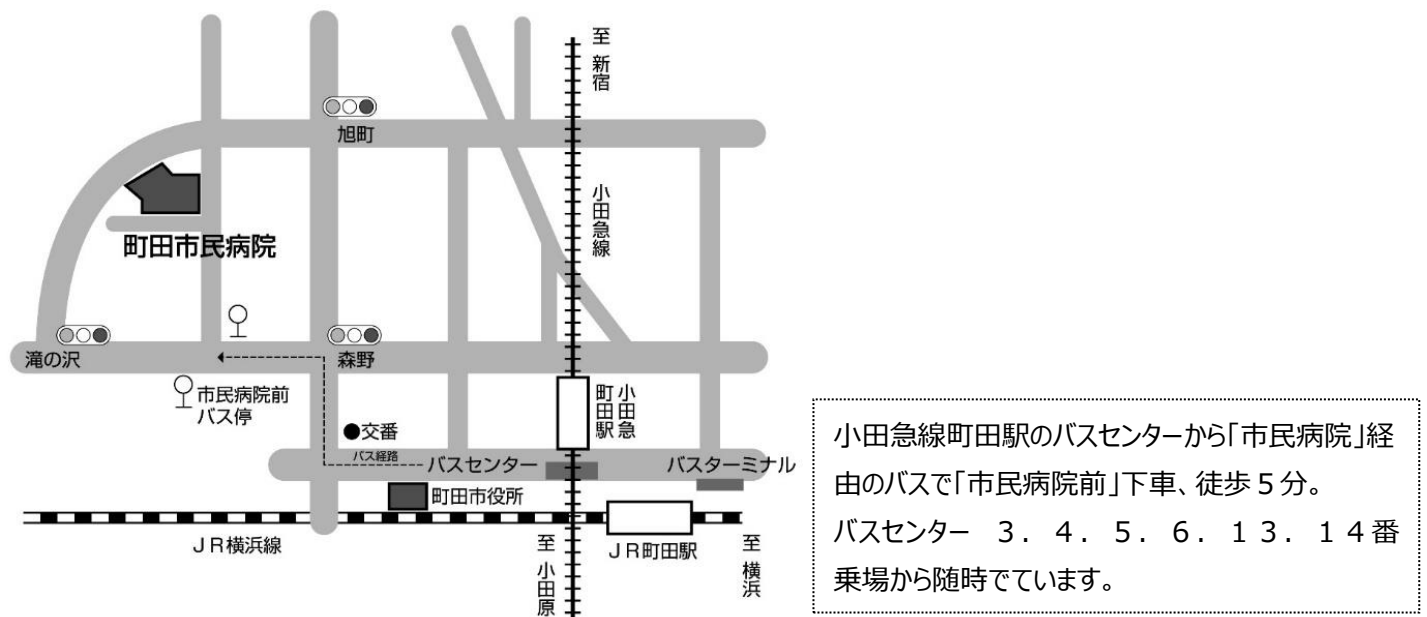 至 新宿
旭町
小田急線
町田市民病院
滝の沢
森野
市民病院前
バス停
小田急
町田駅
交番
バス経路
バスセンター
バスターミナル
町田市役所
JR横浜線
至 小田原
JR町田駅
至 横浜
小田急線町田駅のバスセンターから「市民病院」経
由のバスで「市民病院前」下車、徒歩5分。
バスセンター　3．4．5．6．13．14番
乗場から随時でています。